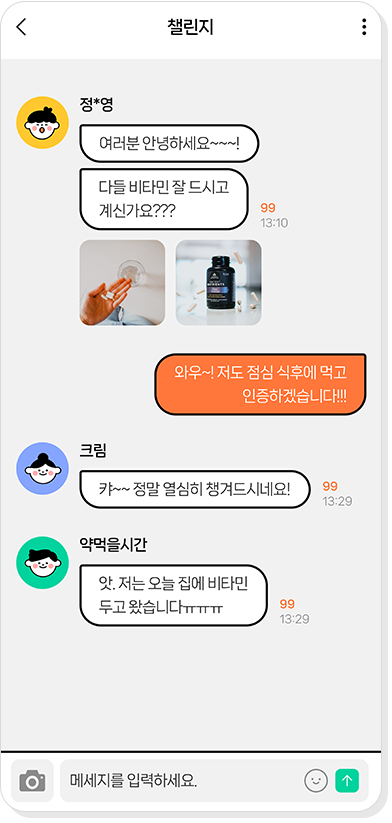 챌린지
정*영
여러분 안녕하세요~~~!
다들 비타민 잘 드시고
계신가요???
99
13:10
와우~! 저도 점심 식후에 먹고
인증하겠습니다!!!
크림
캬~~ 정말 열심히 챙겨드시네요!
99
13:29
약먹을시간
앗. 저는 오늘 집에 비타민
두고 왔습니다ㅠㅠㅠ
99
13:29
메세지를 입력하세요.